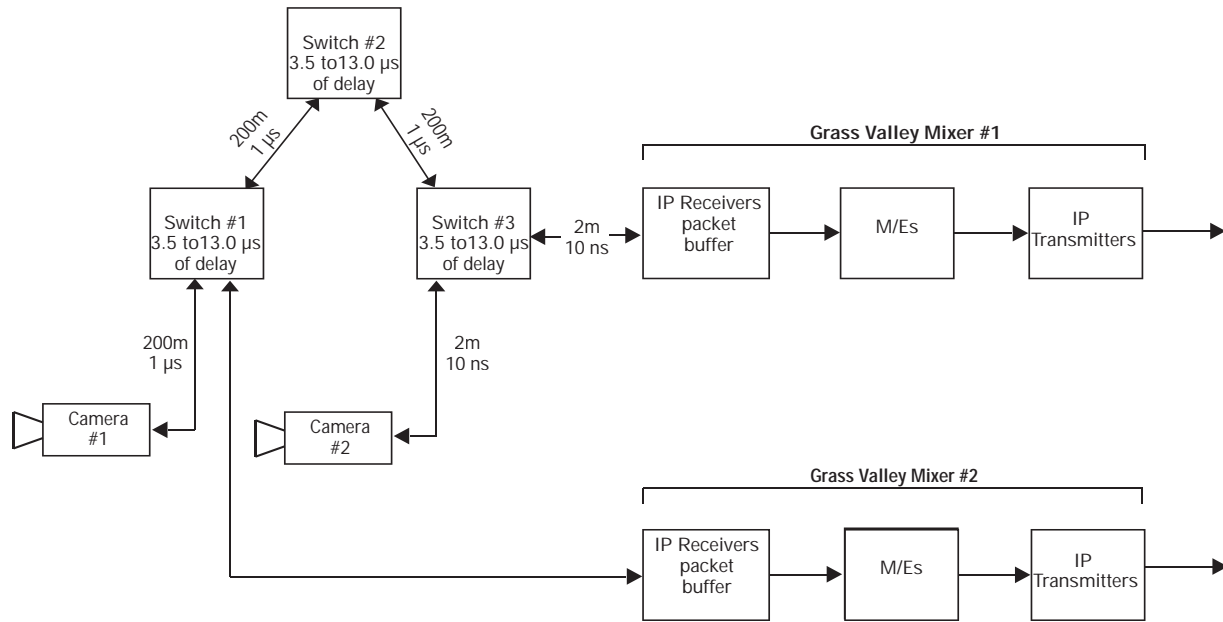 Switch #2
3.5 to13.0 µs
of delay
200m
1 µs
200m
1 µs
Grass Valley Mixer #1
Switch #1
3.5 to13.0 µs
of delay
Switch #3
3.5 to13.0 µs
of delay
2m
10 ns
IP Receivers
packet
buffer
M/Es
IP
Transmitters
200m
1 µs
2m
10 ns
Camera
#1
Camera
#2
Grass Valley Mixer #2
IP Receivers
packet
buffer
M/Es
IP
Transmitters